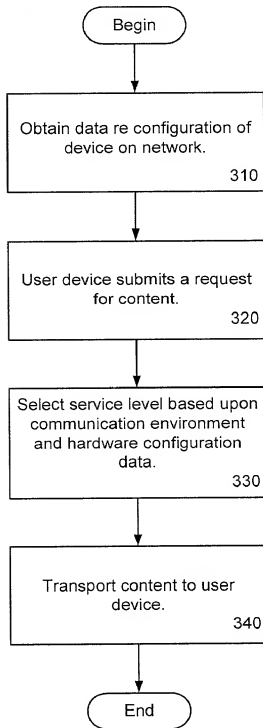 Begin
Obtain data re configuration of
device on network.
310
User device submits a request
for content.
320
Select service level based upon
communication environment
and hardware configuration
data.
330
Transport content to user
device.
340
End